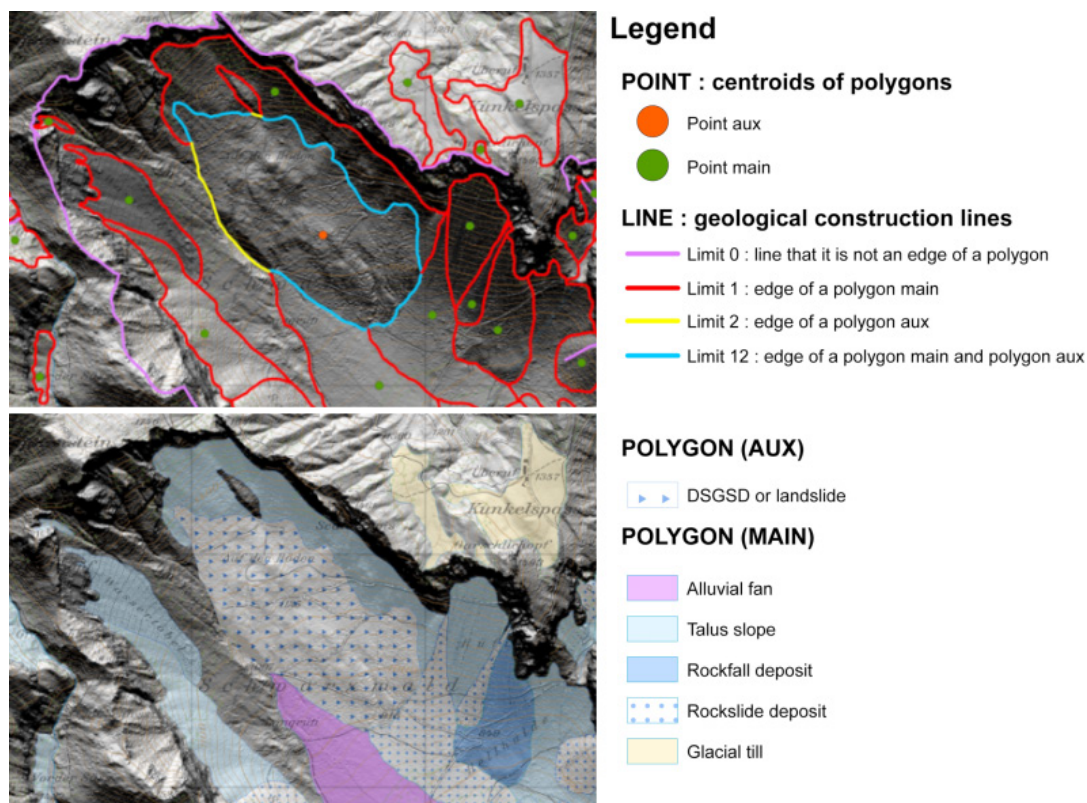 Legend
POINT : centroids of polygons
Point aux
Point main
LINE : geological construction lines
Limit 0 : line that it is not an edge of a polygon
Limit 1 : edge of a polygon main
Limit 2 : edge of a polygon aux
Limit 12 : edge of a polygon main and polygon aux
POLYGON (AUX)
DSGSD or landslide
POLYGON (MAIN)
Alluvial fan
Talus slope
Rockfall deposit
Rockslide deposit
Glacial till
1357
Kunkelspass
1357
Kunkelspass